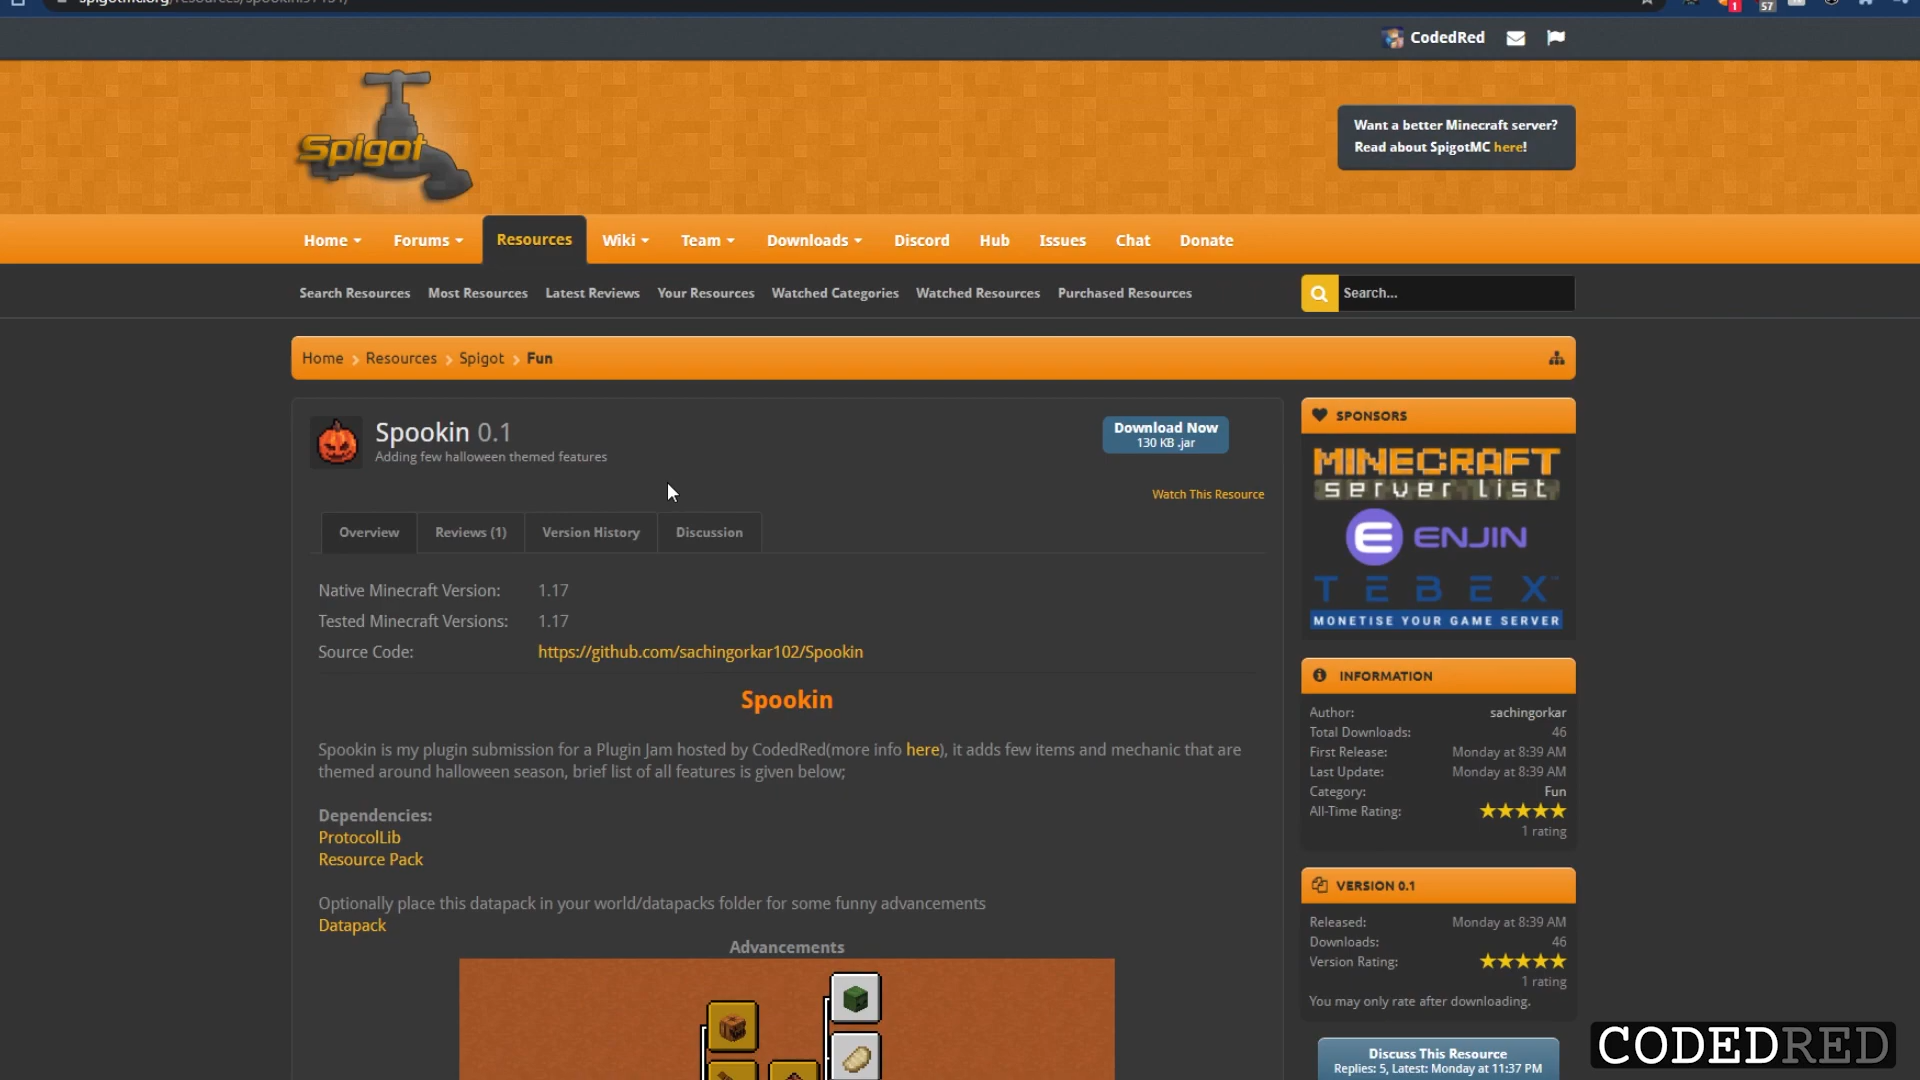 CodedRed
Spigot
Want a better Minecraft server?
Read about SpigotMC here!
Home Forums Resources Wiki Team Downloads Discord Hub Issues Chat Donate
Search Resources Most Resources Latest Reviews Your Resources Watched Categories Watched Resources Purchased Resources
Search...
Home Resources Spigot Fun
Spookin 0.1
Adding few halloween themed features
Download Now
130 KB .jar
Watch This Resource
Overview Reviews (1) Version History Discussion
Native Minecraft Version: 1.17
Tested Minecraft Versions: 1.17
Source Code: https://github.com/sachingorkar102/Spookin
Spookin
Spookin is my plugin submission for a Plugin Jam hosted by CodedRed(more info here), it adds few items and mechanic that are
themed around halloween season, brief list of all features is given below;
Dependencies:
ProtocolLib
Resource Pack
Optionally place this datapack in your world/datapacks folder for some funny advancements
Datapack
Advancements
SPONSORS
MINECRAFT
server list
ENJIN
TEBEX
MONETISE YOUR GAME SERVER
INFORMATION
Author: sachingorkar
Total Downloads: 46
First Release: Monday at 8:39 AM
Last Update: Monday at 8:39 AM
Category: Fun
All-Time Rating:
1 rating
VERSION 0.1
Released: Monday at 8:39 AM
Downloads: 46
Version Rating:
1 rating
You may only rate after downloading.
Discuss This Resource
Replies: 5, Latest: Monday at 11:37 PM
CODEDRED